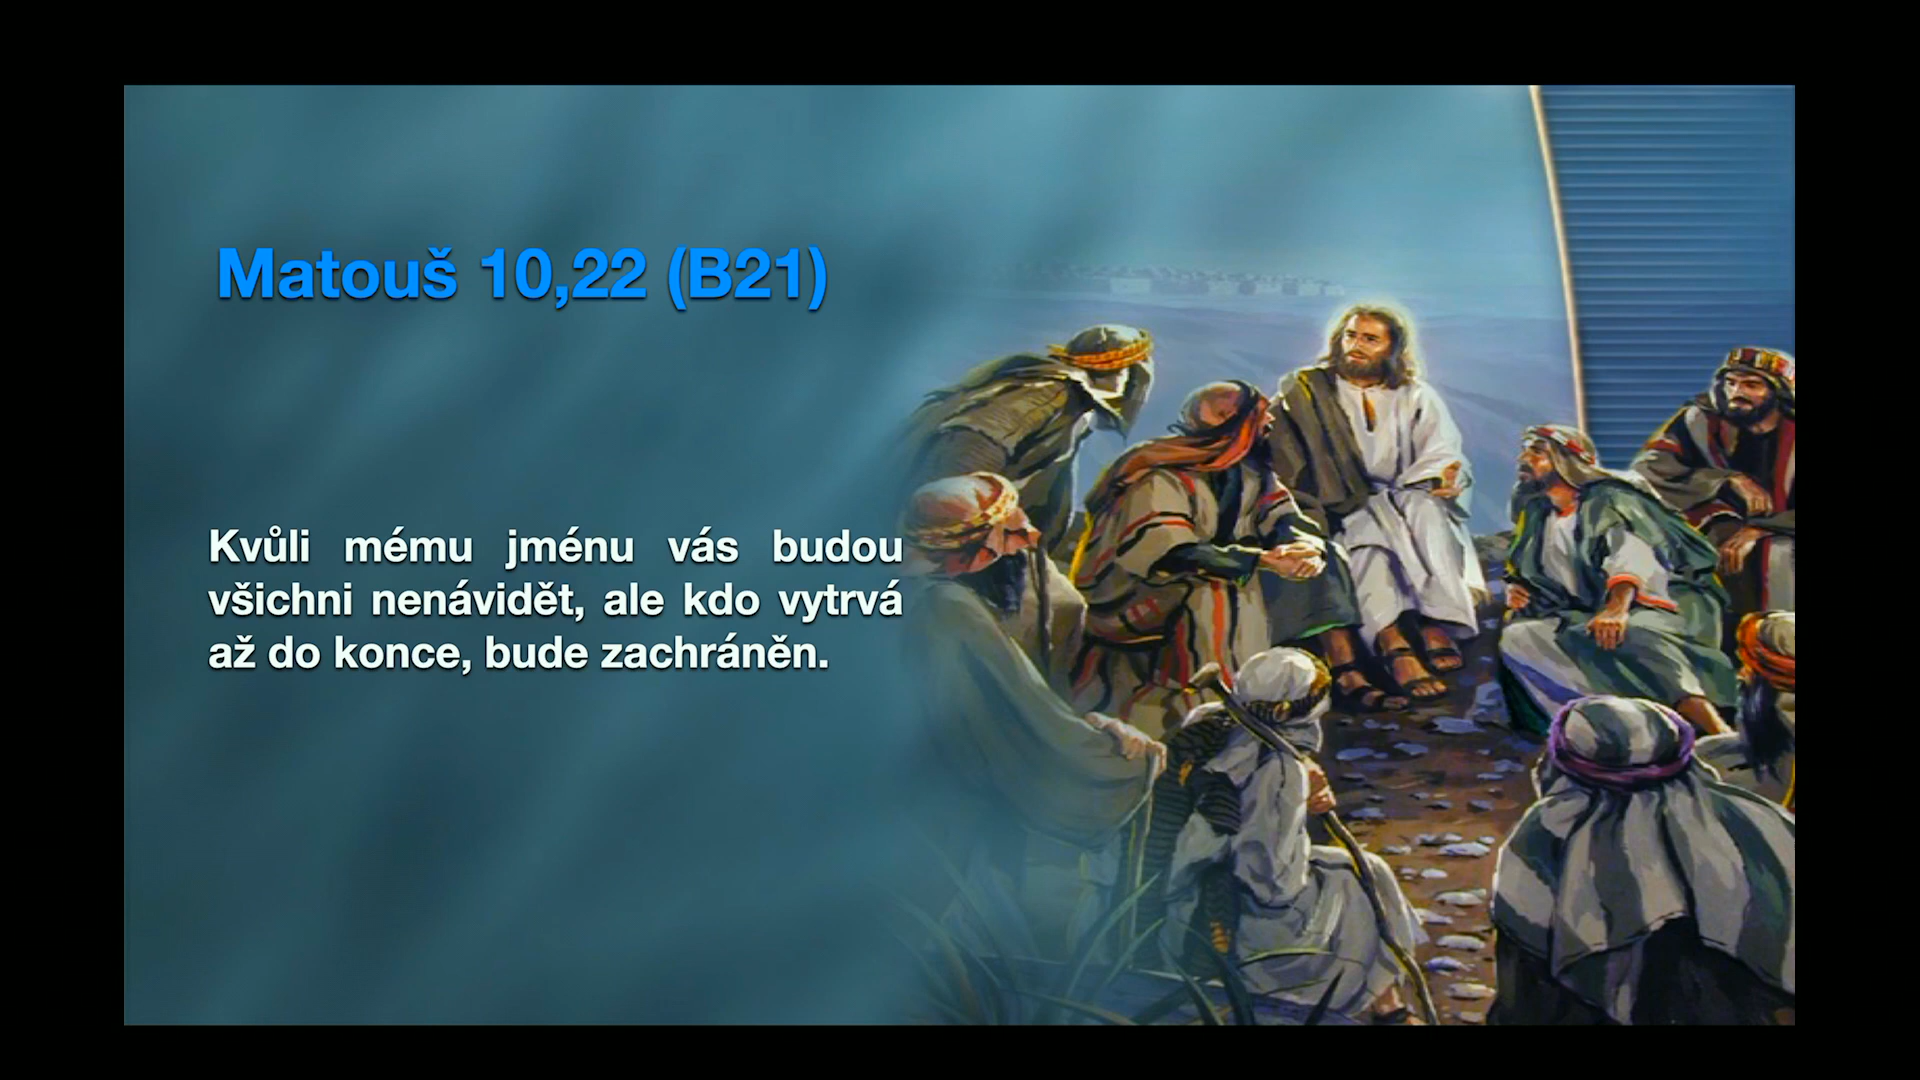 Matouš 10,22 (B21)
Kvůli mému jménu vás budou
všichni nenávidět, ale kdo vytrvá
až do konce, bude zachráněn.